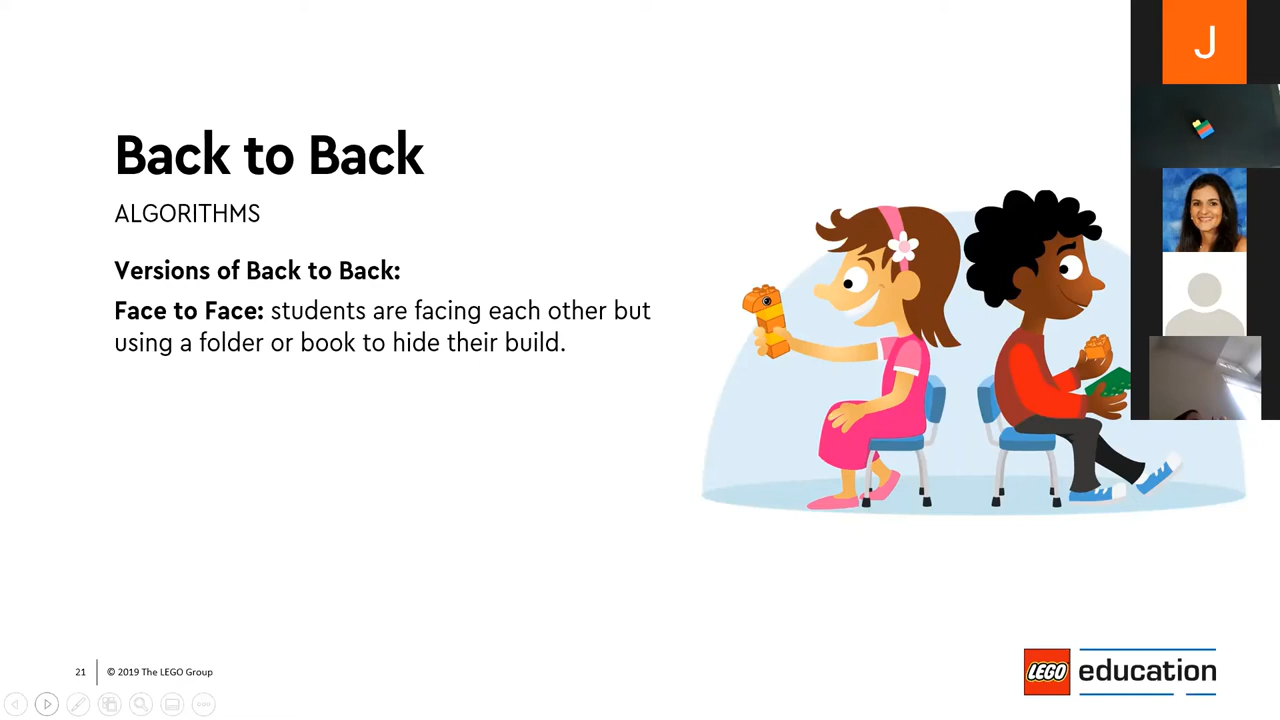 J
Back to Back
ALGORITHMS
Versions of Back to Back:
Face to Face: students are facing each other but
using a folder or book to hide their build.
21
© 2019 The LEGO Group
LEGO education